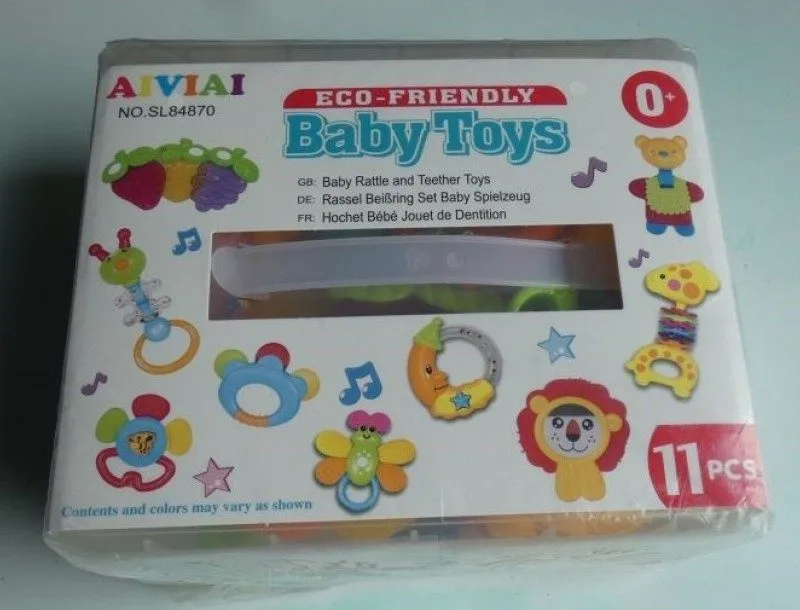 AIVIAI
NO.SL84870
ECO-FRIENDLY
Baby Toys
0+
GB: Baby Rattle and Teether Toys
DE: Rassel Beißring Set Baby Spielzeug
FR: Hochet Bébé Jouet de Dentition
11 PCS
Contents and colors may vary as shown